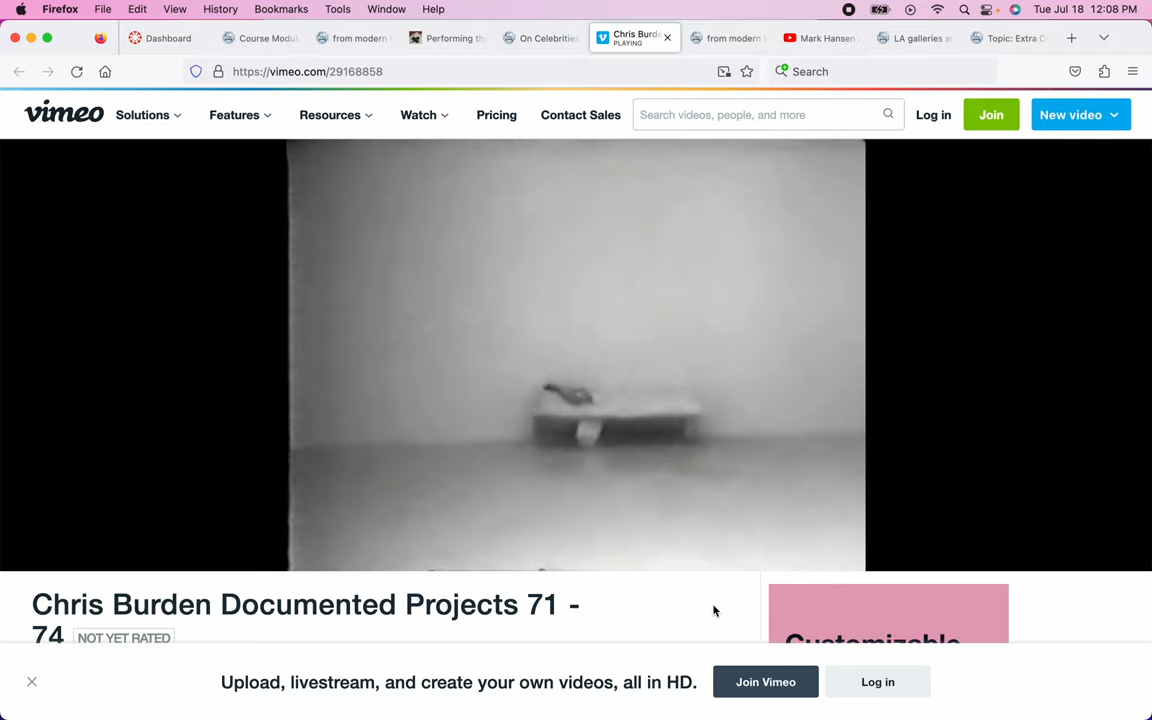 Firefox File Edit View History Bookmarks Tools Window Help Tue Jul 18 12:08 PM
Dashboard Course Modul from modern Performing th On Celebrities Chris Burde from modern Mark Hansen LA galleries a Topic: Extra C
PLAYING
https://vimeo.com/29168858 Search
vimeo Solutions Features Resources Watch Pricing Contact Sales Search videos, people, and more Log in Join New video
Chris Burden Documented Projects 71 -
74 NOT YET RATED
Customizable
Upload, livestream, and create your own videos, all in HD. Join Vimeo Log in